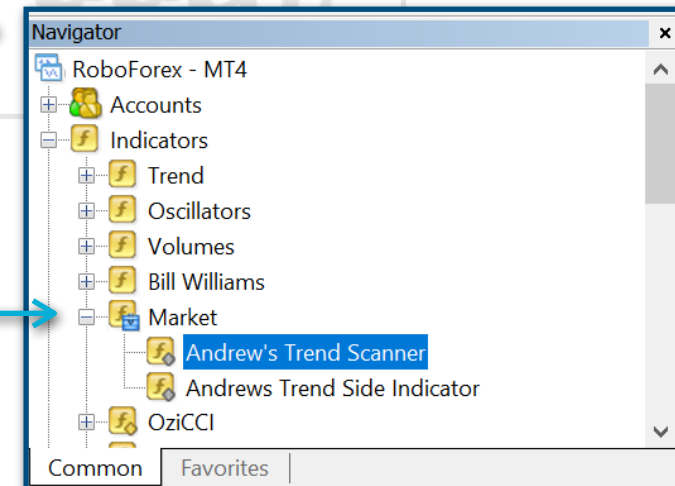 Navigator
RoboForex - MT4
Accounts
Indicators
Trend
Oscillators
Volumes
Bill Williams
Market
Andrew's Trend Scanner
Andrews Trend Side Indicator
OziCCI
Common Favorites